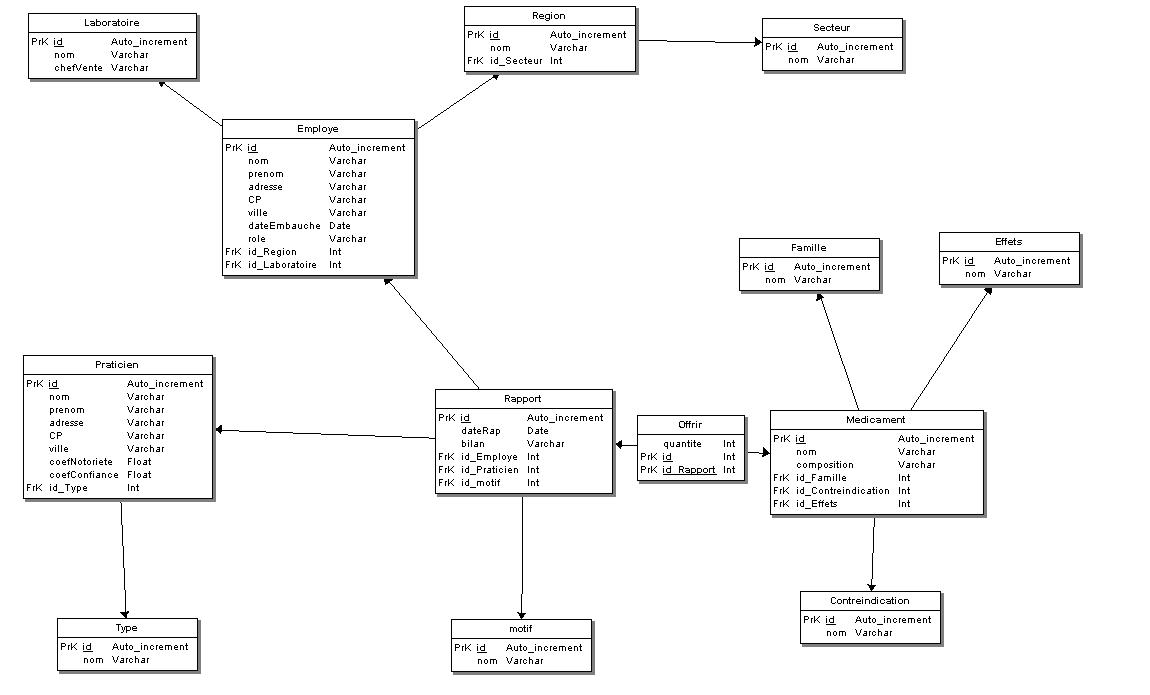 Laboratoire
PrK id Auto_increment
nom Varchar
chefVente Varchar
Region
PrK id Auto_increment
nom Varchar
FrK id_Secteur Int
Secteur
PrK id Auto_increment
nom Varchar
Employe
PrK id Auto_increment
nom Varchar
prenom Varchar
adresse Varchar
CP Varchar
ville Varchar
dateEmbauche Date
role Varchar
FrK id_Region Int
FrK id_Laboratoire Int
Famille
PrK id Auto_increment
nom Varchar
Effets
PrK id Auto_increment
nom Varchar
Praticien
PrK id Auto_increment
nom Varchar
prenom Varchar
adresse Varchar
CP Varchar
ville Varchar
coefNotoriete Float
coefConfiance Float
FrK id_Type Int
Rapport
PrK id Auto_increment
dateRap Date
bilan Varchar
FrK id_Employe Int
FrK id_Praticien Int
FrK id_motif Int
Offrir
quantite Int
PrK id Int
PrK id_Rapport Int
Medicament
PrK id Auto_increment
nom Varchar
composition Varchar
FrK id_Famille Int
FrK id_Contreindication Int
FrK id_Effets Int
Type
PrK id Auto_increment
nom Varchar
motif
PrK id Auto_increment
nom Varchar
Contreindication
PrK id Auto_increment
nom Varchar